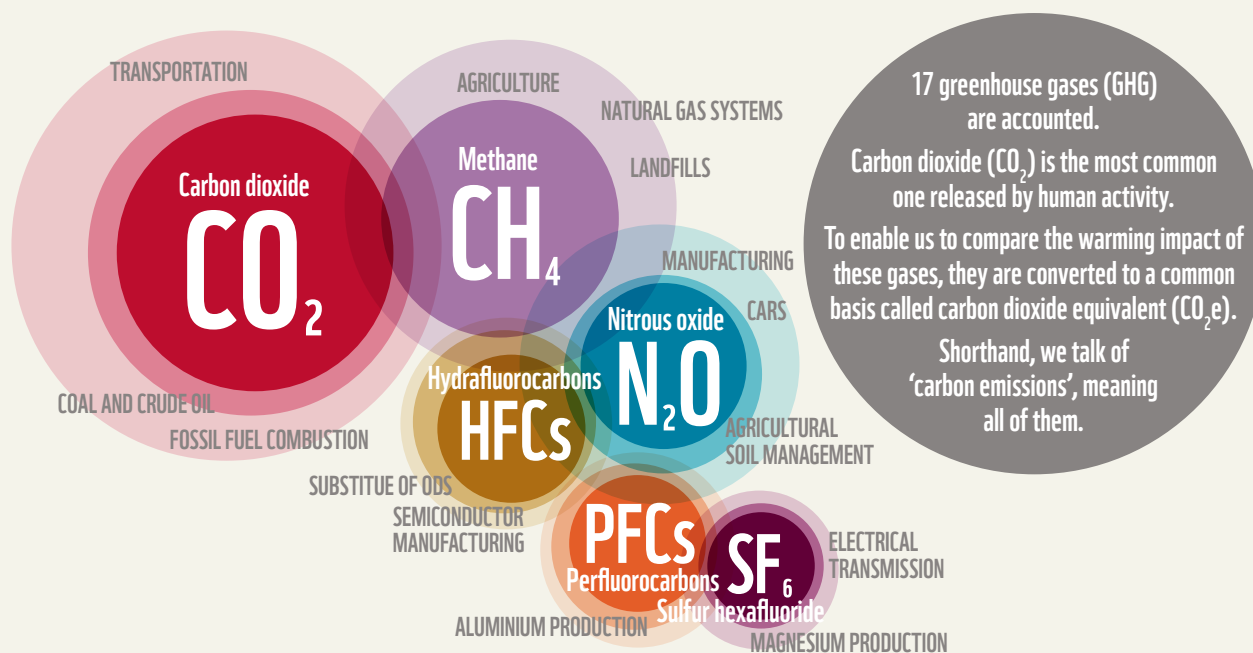 TRANSPORTATION
Carbon dioxide
CO₂
COAL AND CRUDE OIL
FOSSIL FUEL COMBUSTION
AGRICULTURE
NATURAL GAS SYSTEMS
LANDFILLS
Methane
CH₄
MANUFACTURING
CARS
Nitrous oxide
N₂O
AGRICULTURAL
SOIL MANAGEMENT
Hydrafluorocarbons
HFCs
SUBSTITUE OF ODS
SEMICONDUCTOR
MANUFACTURING
PFCs
Perfluorocarbons
ALUMINIUM PRODUCTION
SF₆
Sulfur hexafluoride
ELECTRICAL
TRANSMISSION
MAGNESIUM PRODUCTION
17 greenhouse gases (GHG)
are accounted.
Carbon dioxide (CO₂) is the most common
one released by human activity.
To enable us to compare the warming impact of
these gases, they are converted to a common
basis called carbon dioxide equivalent (CO₂e).
Shorthand, we talk of
‘carbon emissions’, meaning
all of them.